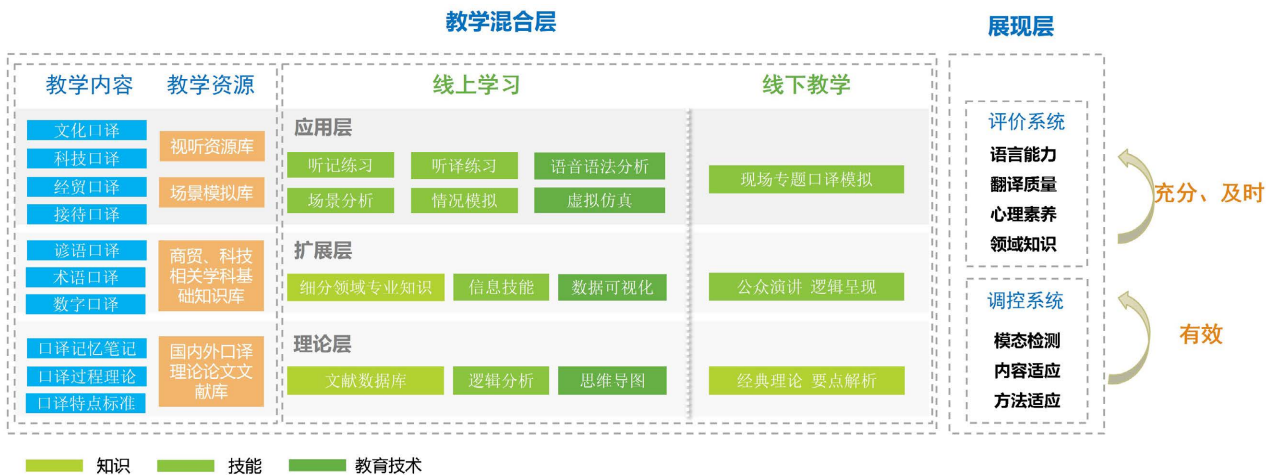 教学混合层
展现层
教学内容
教学资源
线上学习
线下教学
应用层
文化口译
科技口译
经贸口译
接待口译
视听资源库
场景模拟库
听记练习
听译练习
语音语法分析
场景分析
情况模拟
虚拟仿真
现场专题口译模拟
扩展层
谚语口译
术语口译
数字口译
商贸、科技
相关学科基
础知识库
细分领域专业知识
信息技能
数据可视化
公众演讲 逻辑呈现
理论层
口译记忆笔记
口译过程理论
口译特点标准
国内外口译
理论论文文
献库
文献数据库
逻辑分析
思维导图
经典理论 要点解析
评价系统
语言能力
翻译质量
心理素养
领域知识
充分、及时
调控系统
模态检测
内容适应
方法适应
有效
知识
技能
教育技术